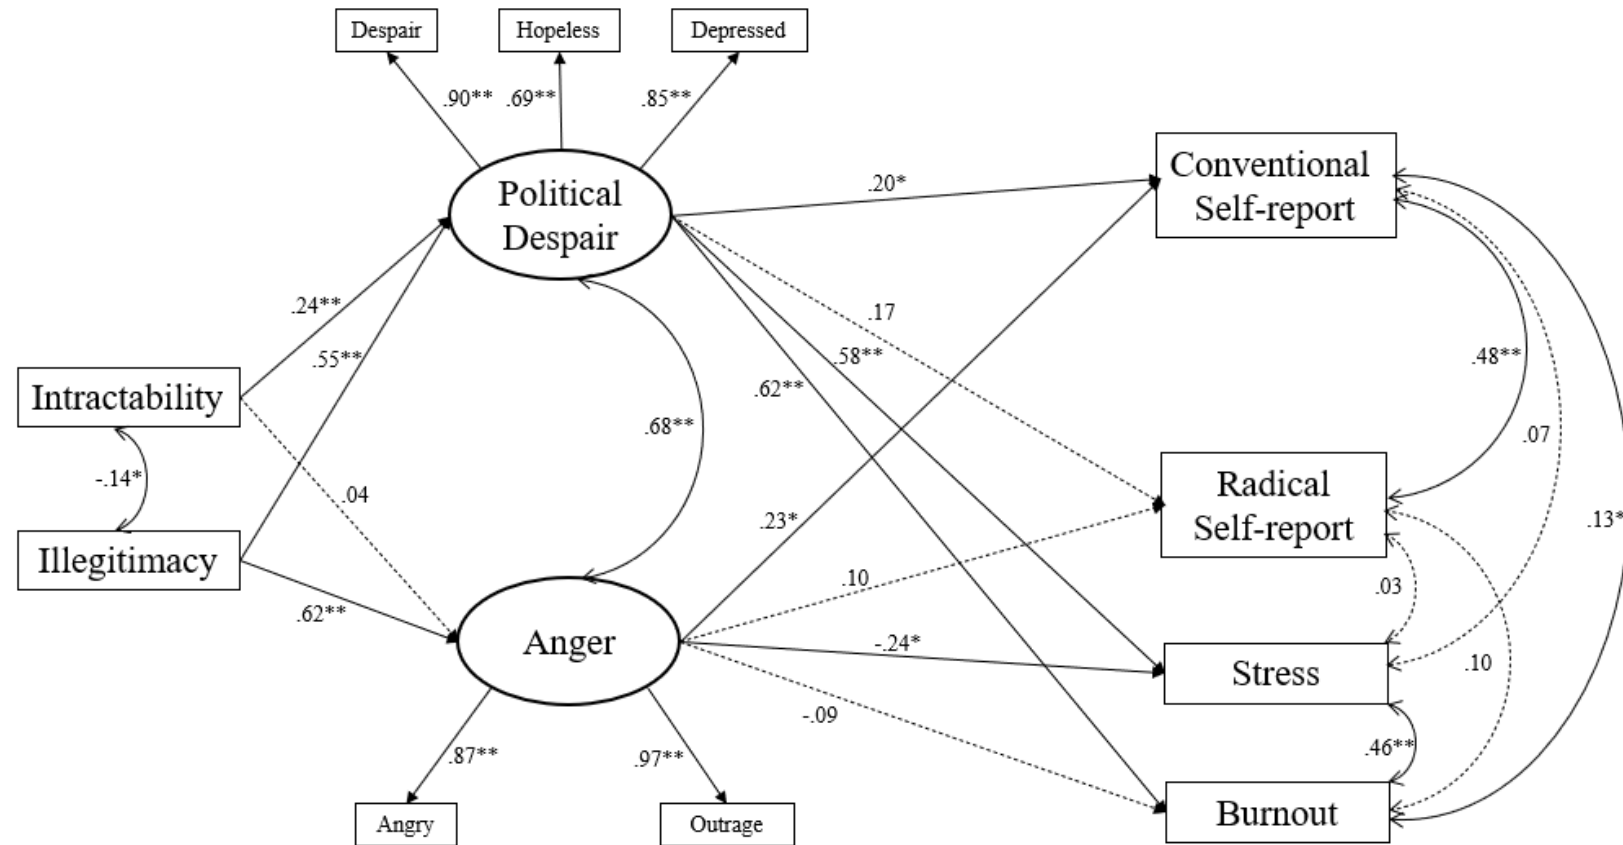 Despair
Hopeless
Depressed
.90**
.69**
.85**
Political
Despair
Conventional
Self-report
.20*
.24**
.55**
.17
.58**
.62**
.68**
.48**
.07
.13*
Intractability
-.14*
Illegitimacy
.04
.62**
.23*
.10
Radical
Self-report
.03
.10
Anger
-.24*
-.09
Stress
.46**
Burnout
.87**
.97**
Angry
Outrage